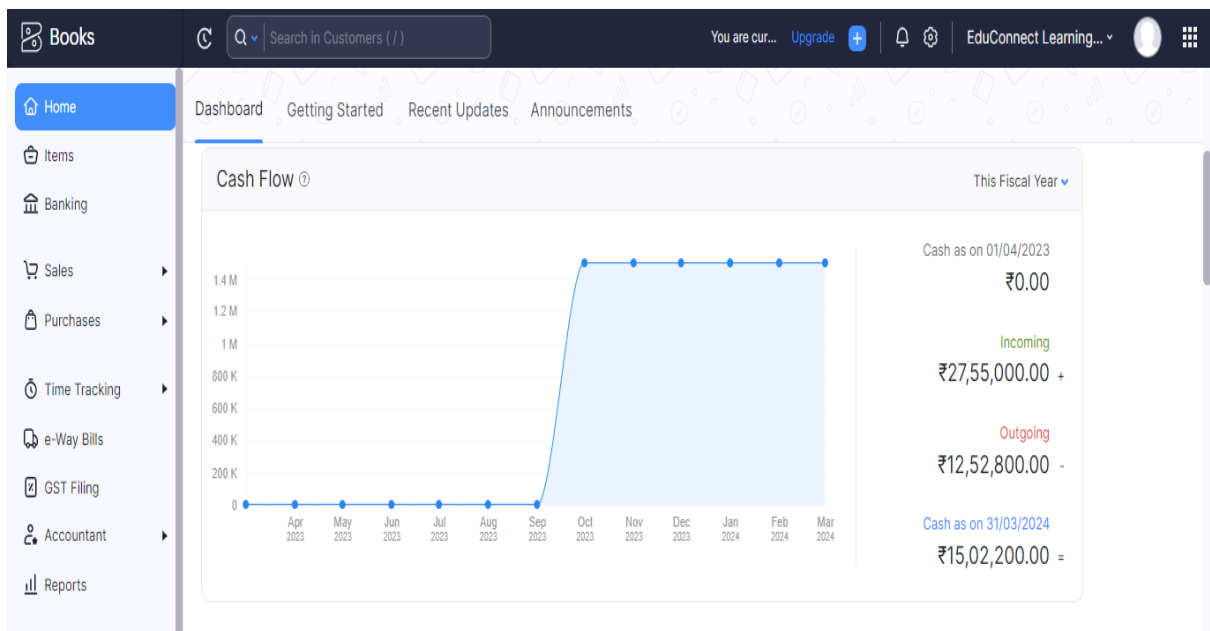 Books
Search in Customers ( / )
You are cur... Upgrade
EduConnect Learning...
Home
Items
Banking
Sales
Purchases
Time Tracking
e-Way Bills
GST Filing
Accountant
Reports
Dashboard Getting Started Recent Updates Announcements
Cash Flow
This Fiscal Year
1.4 M
1.2 M
1 M
800 K
600 K
400 K
200 K
0
Apr 2023
May 2023
Jun 2023
Jul 2023
Aug 2023
Sep 2023
Oct 2023
Nov 2023
Dec 2023
Jan 2024
Feb 2024
Mar 2024
Cash as on 01/04/2023
₹0.00
Incoming
₹27,55,000.00 +
Outgoing
₹12,52,800.00 -
Cash as on 31/03/2024
₹15,02,200.00 =